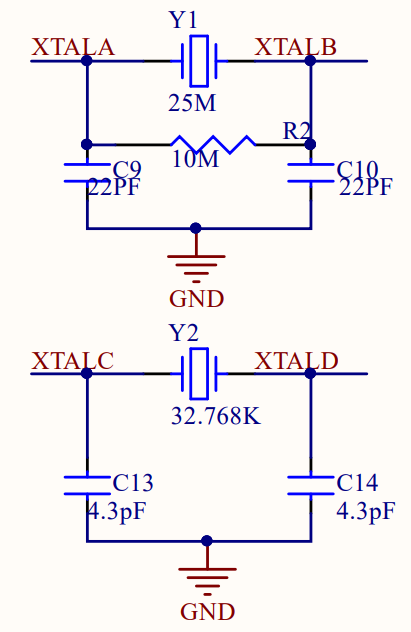 Y1
XTALA
XTALB
25M
R2
10M
C9
22PF
C10
22PF
GND
Y2
XTALC
XTALD
32.768K
C13
4.3pF
C14
4.3pF
GND